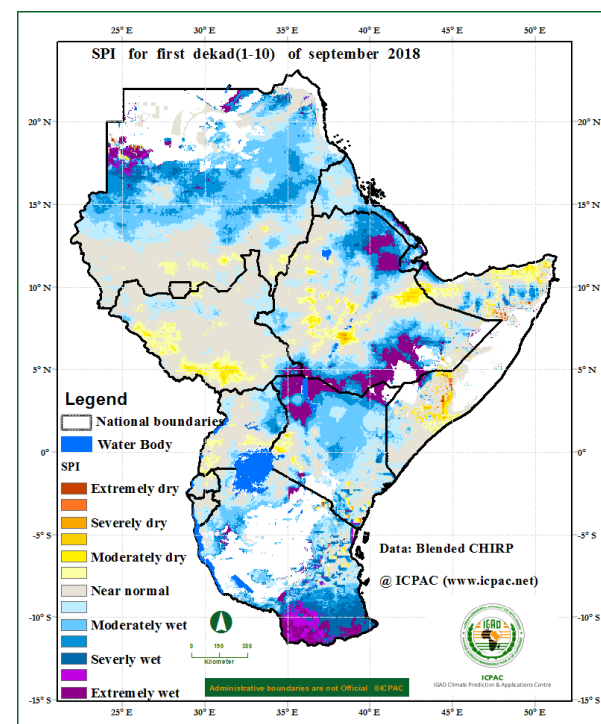 25° E 30° E 35° E 40° E 45° E 50° E
SPI for first dekad(1-10) of september 2018
20° N 20° N
15° N 15° N
10° N 10° N
5° N 5° N
Legend
National boundaries
Water Body
0° 0°
SPI
Extremely dry
Severely dry
Moderately dry
Near normal
Moderately wet
Severly wet
Extremely wet
-5° S -5° S
Data: Blended CHIRP
@ ICPAC (www.icpac.net)
-10° S -10° S
0 190 380
Kilometer
IGAD
ICPAC
IGAD Climate Prediction & Applications Centre
Administrative boundaries are not Official ©ICPAC
-15° S -15° S
25° E 30° E 35° E 40° E 45° E 50° E